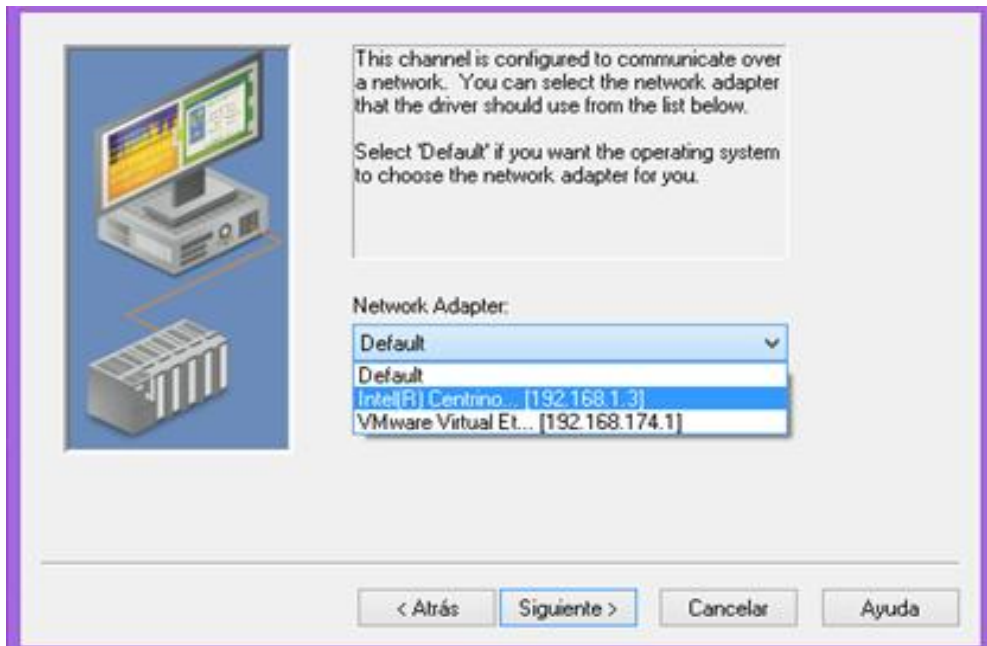 This channel is configured to communicate over
a network.  You can select the network adapter
that the driver should use from the list below.
Select 'Default' if you want the operating system
to choose the network adapter for you.
Network Adapter:
Default
Default
Intel(R) Centrino... [192.168.1.3]
VMware Virtual Et... [192.168.174.1]
< Atrás
Siguiente >
Cancelar
Ayuda